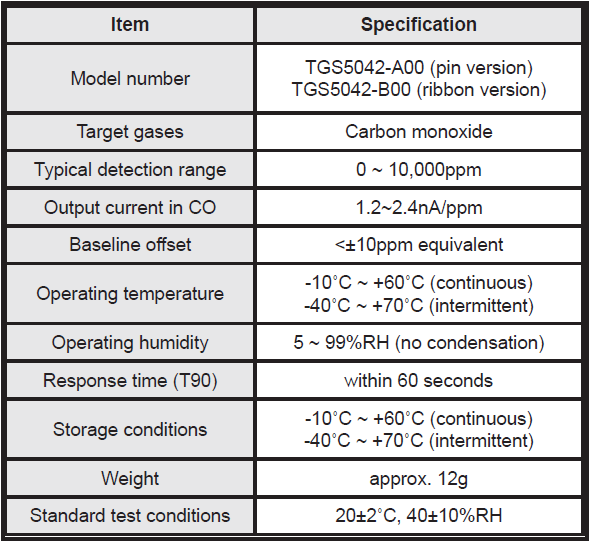 Item Specification
Model number
TGS5042-A00 (pin version)
TGS5042-B00 (ribbon version)
Target gases Carbon monoxide
Typical detection range 0 ~ 10,000ppm
Output current in CO 1.2~2.4nA/ppm
Baseline offset <±10ppm equivalent
Operating temperature
-10˚C ~ +60˚C (continuous)
-40˚C ~ +70˚C (intermittent)
Operating humidity 5 ~ 99%RH (no condensation)
Response time (T90) within 60 seconds
Storage conditions
-10˚C ~ +60˚C (continuous)
-40˚C ~ +70˚C (intermittent)
Weight approx. 12g
Standard test conditions 20±2˚C, 40±10%RH